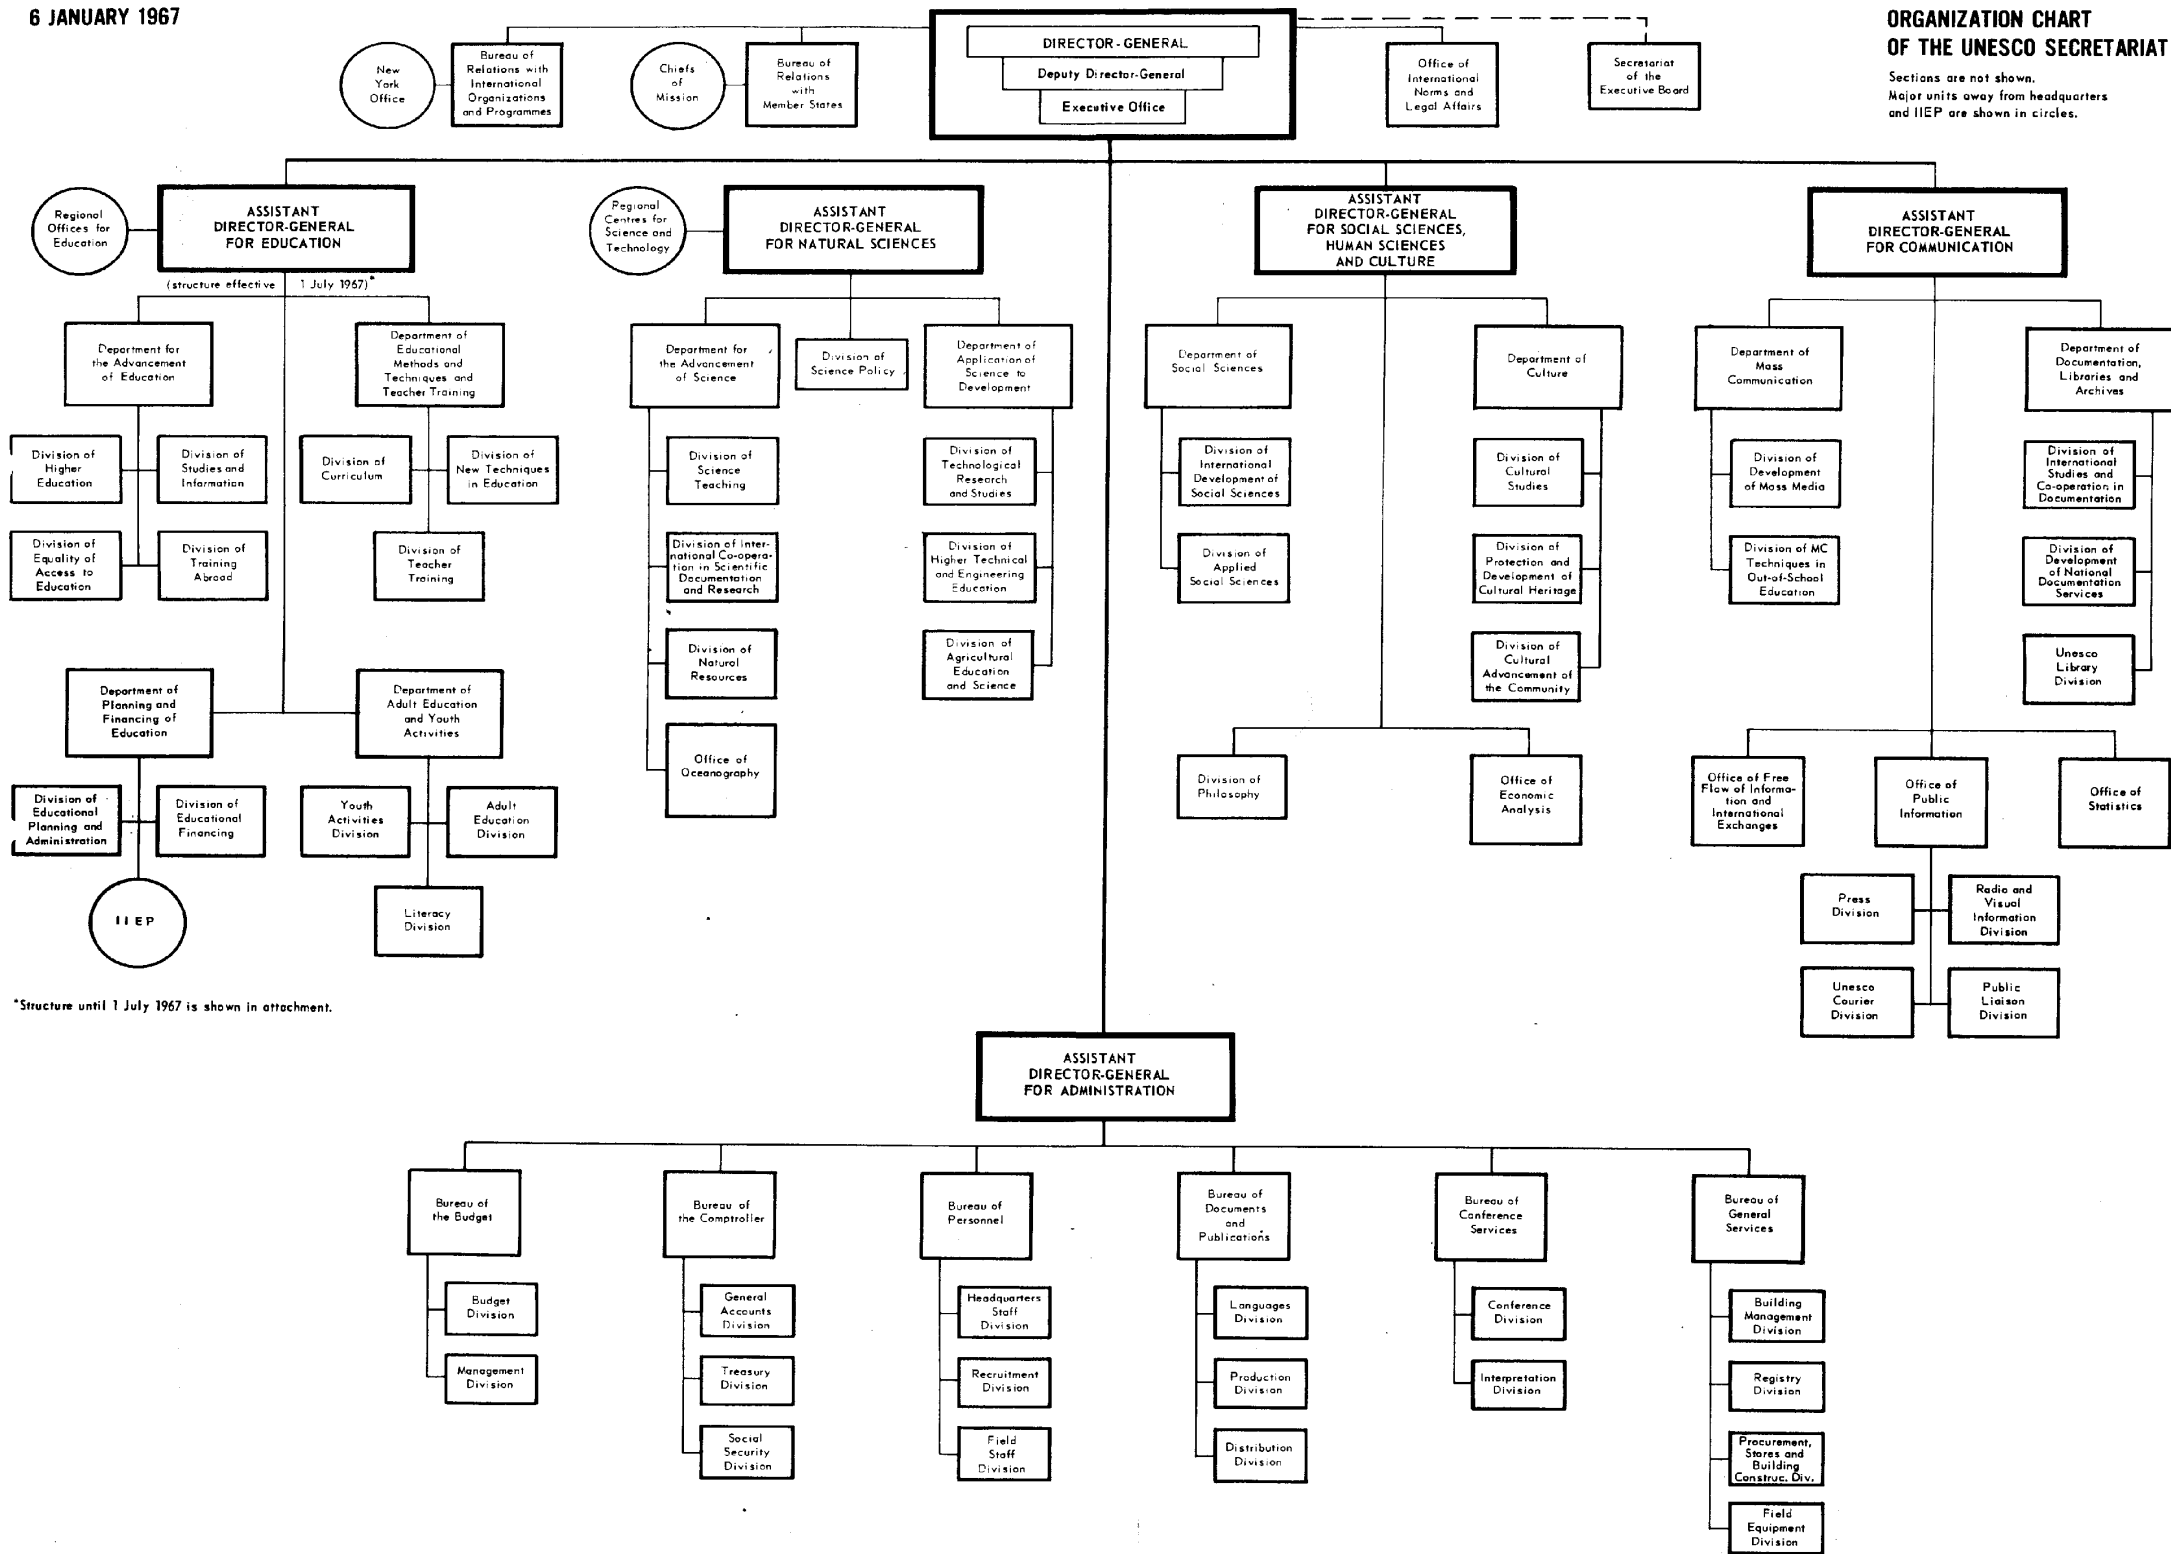 6 JANUARY 1967
ORGANIZATION CHART
OF THE UNESCO SECRETARIAT
Sections are not shown.
Major units away from headquarters
and IIEP are shown in circles.
DIRECTOR-GENERAL
Deputy Director-General
Executive Office
New
York
Office
Bureau of
Relations with
International
Organizations
and Programmes
Chiefs
of
Mission
Bureau of
Relations
with
Member States
Office of
International
Norms and
Legal Affairs
Secretariat
of the
Executive Board
Regional
Offices for
Education
ASSISTANT
DIRECTOR-GENERAL
FOR EDUCATION
(structure effective 1 July 1967)*
Regional
Centres for
Science and
Technology
ASSISTANT
DIRECTOR-GENERAL
FOR NATURAL SCIENCES
ASSISTANT
DIRECTOR-GENERAL
FOR SOCIAL SCIENCES,
HUMAN SCIENCES
AND CULTURE
ASSISTANT
DIRECTOR-GENERAL
FOR COMMUNICATION
Department for
the Advancement
of Education
Department of
Educational
Methods and
Techniques and
Teacher Training
Department for
the Advancement
of Science
Division of
Science Policy
Department of
Application of
Science to
Development
Department of
Social Sciences
Department of
Culture
Department of
Mass
Communication
Department of
Documentation,
Libraries and
Archives
Division of
Higher
Education
Division of
Studies and
Information
Division of
Curriculum
Division of
New Techniques
in Education
Division of
Science
Teaching
Division of
Technological
Research
and Studies
Division of
International
Development of
Social Sciences
Division of
Cultural
Studies
Division of
Development
of Mass Media
Division of
International
Studies and
Co-operation in
Documentation
Division of
Equality of
Access to
Education
Division of
Training
Abroad
Division of
Teacher
Training
Division of Inter-
national Co-opera-
tion in Scientific
Documentation
and Research
Division of
Higher Technical
and Engineering
Education
Division of
Applied
Social Sciences
Division of
Protection and
Development of
Cultural Heritage
Division of MC
Techniques in
Out-of-School
Education
Division of
Development
of National
Documentation
Services
Division of
Natural
Resources
Division of
Agricultural
Education
and Science
Division of
Cultural
Advancement of
the Community
Unesco
Library
Division
Department of
Planning and
Financing of
Education
Department of
Adult Education
and Youth
Activities
Office of
Oceanography
Division of
Philosophy
Office of
Economic
Analysis
Office of Free
Flow of Informa-
tion and
International
Exchanges
Office of
Public
Information
Office of
Statistics
Division of
Educational
Planning and
Administration
Division of
Educational
Financing
Youth
Activities
Division
Adult
Education
Division
IIEP
Literacy
Division
Press
Division
Radio and
Visual
Information
Division
Unesco
Courier
Division
Public
Liaison
Division
*Structure until 1 July 1967 is shown in attachment.
ASSISTANT
DIRECTOR-GENERAL
FOR ADMINISTRATION
Bureau of
the Budget
Bureau of
the Comptroller
Bureau of
Personnel
Bureau of
Documents
and
Publications
Bureau of
Conference
Services
Bureau of
General
Services
Budget
Division
General
Accounts
Division
Headquarters
Staff
Division
Languages
Division
Conference
Division
Building
Management
Division
Management
Division
Treasury
Division
Recruitment
Division
Production
Division
Interpretation
Division
Registry
Division
Social
Security
Division
Field
Staff
Division
Distribution
Division
Procurement,
Stores and
Building
Construc. Div.
Field
Equipment
Division